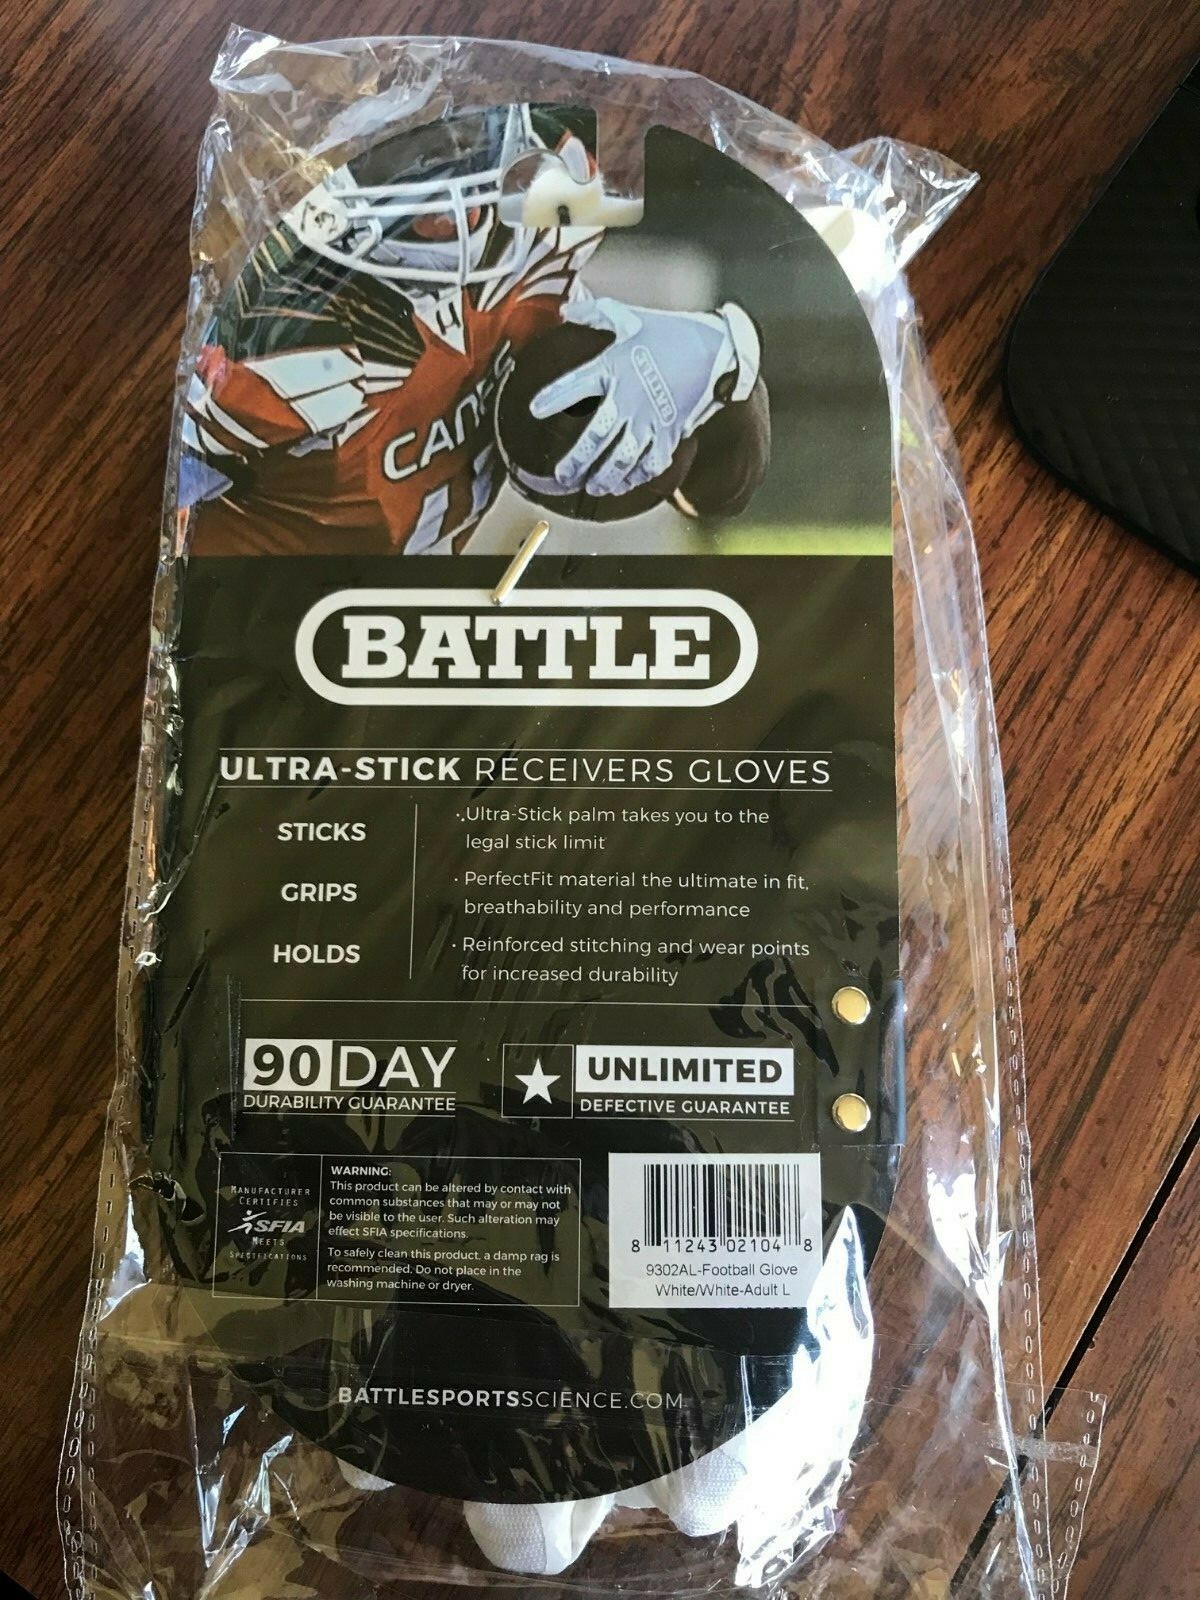 CANES
BATTLE
BATTLE
ULTRA-STICK RECEIVERS GLOVES
STICKS
GRIPS
HOLDS
• Ultra-Stick palm takes you to the
legal stick limit
• PerfectFit material the ultimate in fit,
breathability and performance
• Reinforced stitching and wear points
for increased durability
90 DAY
DURABILITY GUARANTEE
UNLIMITED
DEFECTIVE GUARANTEE
MANUFACTURER
CERTIFIES
SFIA
MEETS
SPECIFICATIONS
WARNING:
This product can be altered by contact with
common substances that may or may not
be visible to the user. Such alteration may
effect SFIA specifications.
To safely clean this product, a damp rag is
recommended. Do not place in the
washing machine or dryer.
8 11243 02104 8
9302AL-Football Glove
White/White-Adult L
BATTLESPORTSSCIENCE.COM